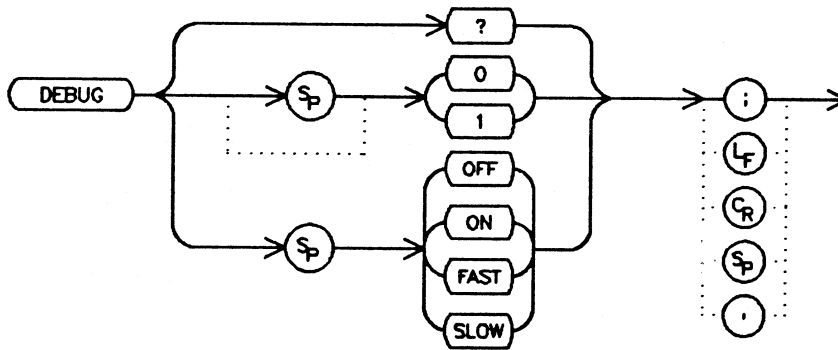 ?
DEBUG
SP
0
1
;
OFF
LF
ON
CR
SP
FAST
SP
SLOW
,